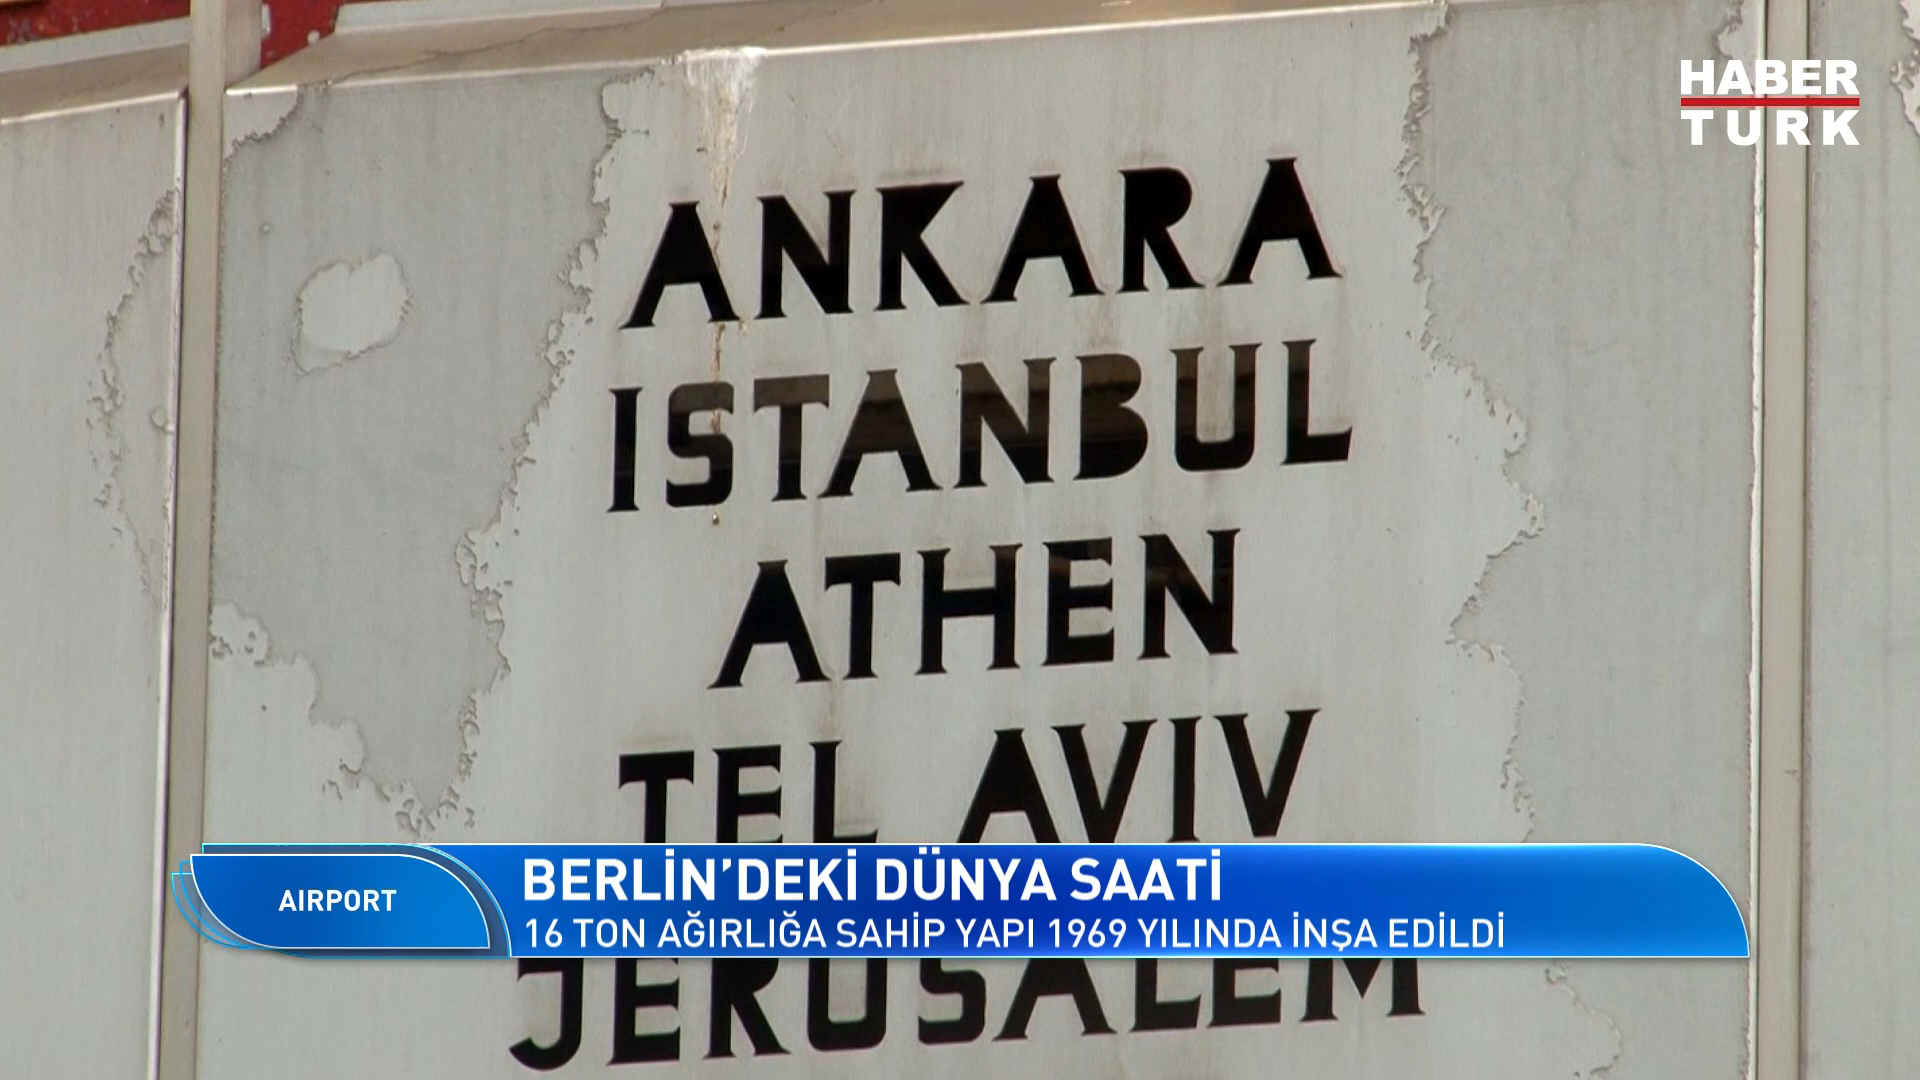 HABER
TURK
ANKARA
ISTANBUL
ATHEN
TEL AVIV
AIRPORT
BERLİN'DEKİ DÜNYA SAATİ
16 TON AĞIRLIĞA SAHİP YAPI 1969 YILINDA İNŞA EDİLDİ
JERUSALEM